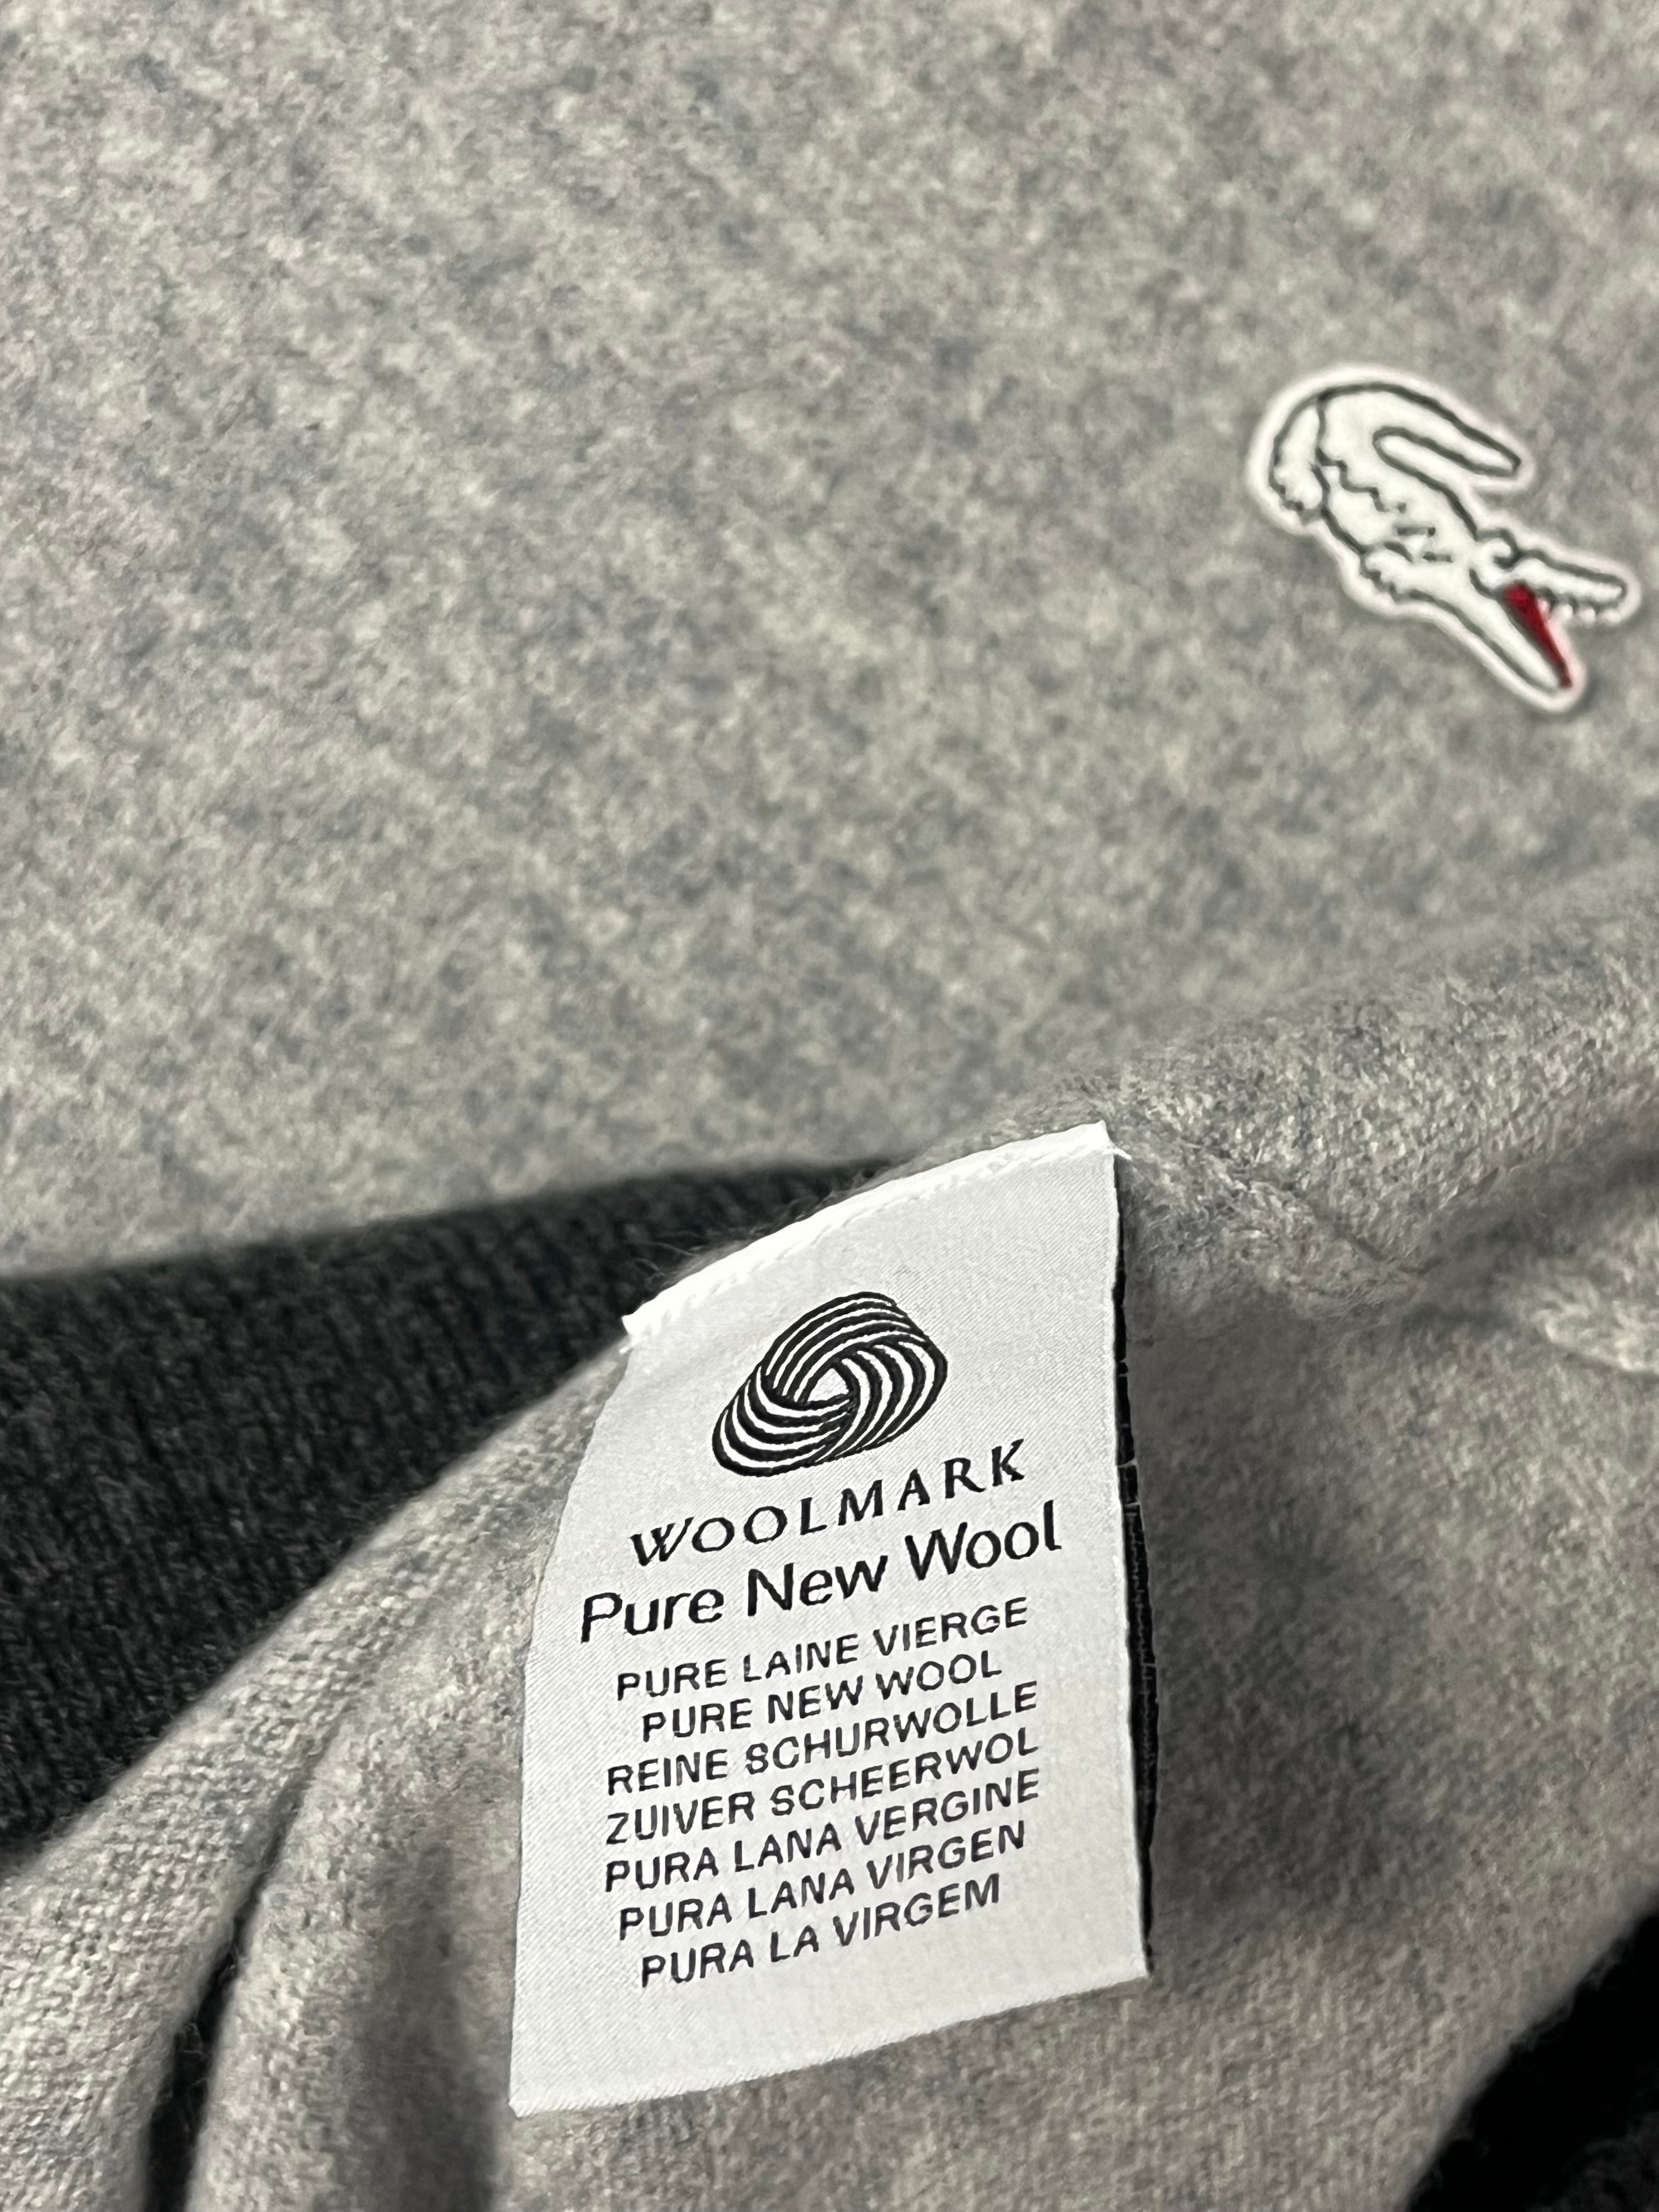 WOOLMARK
Pure New Wool
PURE LAINE VIERGE
PURE NEW WOOL
REINE SCHURWOLLE
ZUIVER SCHEERWOL
PURA LANA VERGINE
PURA LANA VIRGEN
PURA LA VIRGEM